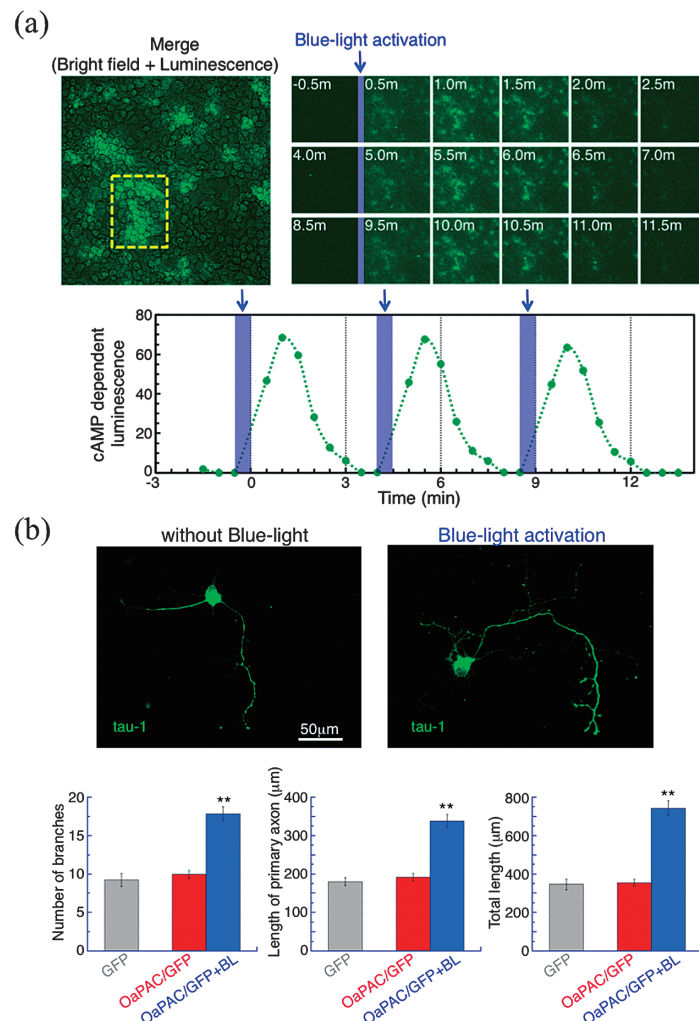 (a)
Merge
(Bright field + Luminescence)
Blue-light activation
-0.5m 0.5m 1.0m 1.5m 2.0m 2.5m
4.0m 5.0m 5.5m 6.0m 6.5m 7.0m
8.5m 9.5m 10.0m 10.5m 11.0m 11.5m
cAMP dependent
luminescence
80
60
40
20
0
-3 0 3 6 9 12
Time (min)
(b)
without Blue-light
Blue-light activation
tau-1
50μm
tau-1
Number of branches
20
15
10
5
0
**
GFP
OaPAC/GFP
OaPAC/GFP+BL
Length of primary axon (μm)
400
300
200
100
0
**
GFP
OaPAC/GFP
OaPAC/GFP+BL
Total length (μm)
800
600
400
200
0
**
GFP
OaPAC/GFP
OaPAC/GFP+BL